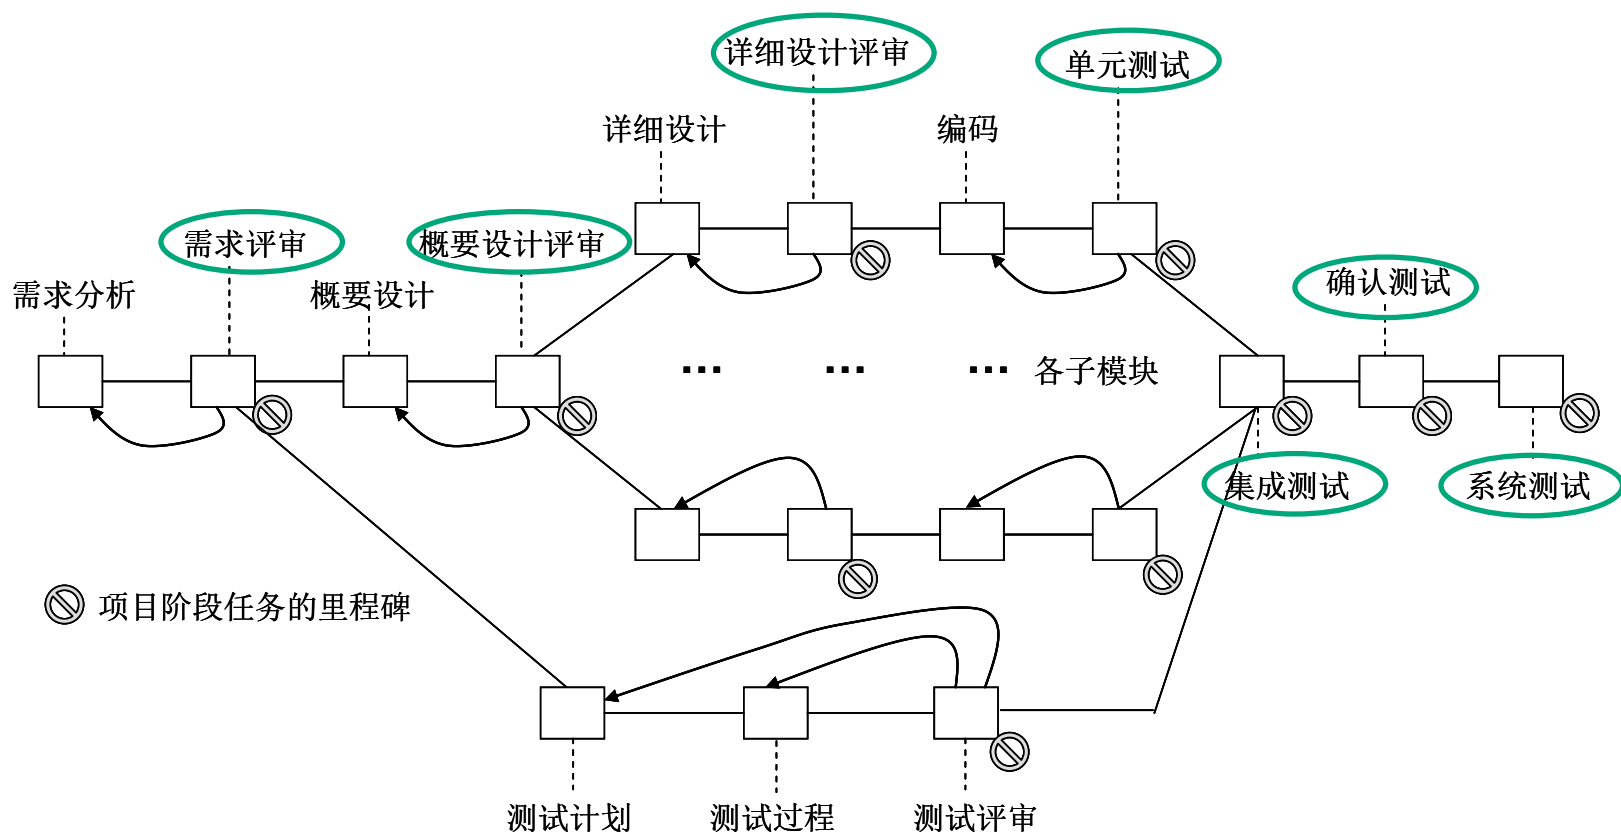 详细设计评审
单元测试
详细设计
编码
需求评审
概要设计评审
需求分析
概要设计
确认测试
… … … 各子模块
集成测试
系统测试
项目阶段任务的里程碑
测试计划
测试过程
测试评审